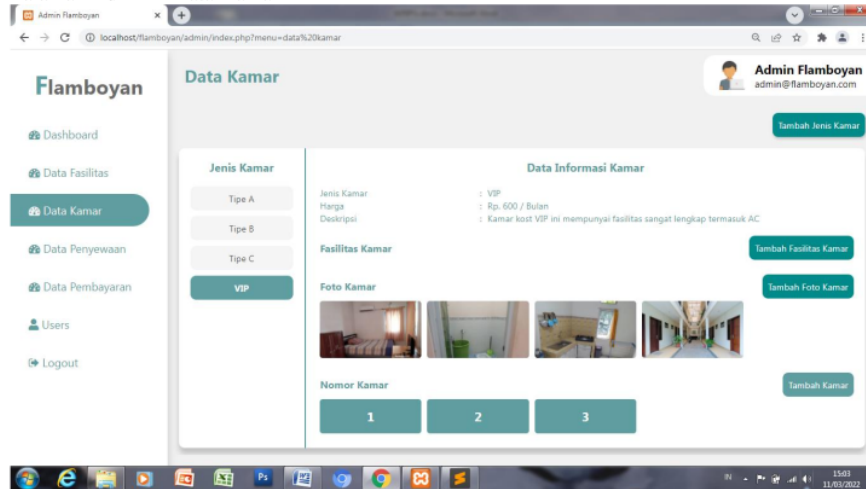 Admin Flamboyan
localhost/flamboyan/admin/index.php?menu=data%20kamar
Flamboyan
Data Kamar
Admin Flamboyan
admin@flamboyan.com
Tambah Jenis Kamar
Dashboard
Data Fasilitas
Data Kamar
Data Penyewaan
Data Pembayaran
Users
Logout
Jenis Kamar
Tipe A
Tipe B
Tipe C
VIP
Data Informasi Kamar
Jenis Kamar : VIP
Harga : Rp. 600 / Bulan
Deskripsi : Kamar kost VIP ini mempunyai fasilitas sangat lengkap termasuk AC
Fasilitas Kamar
Tambah Fasilitas Kamar
Foto Kamar
Tambah Foto Kamar
Nomor Kamar
Tambah Kamar
1 2 3
Ps
IN
15:03
11/03/2022